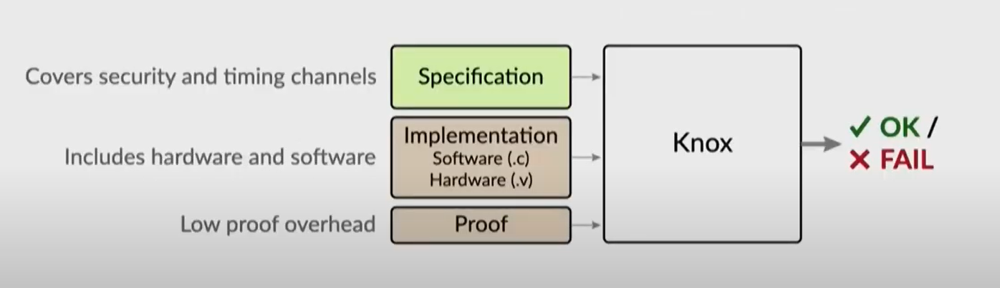 Covers security and timing channels
Specification
Includes hardware and software
Implementation
Software (.c)
Hardware (.v)
Low proof overhead
Proof
Knox
✓ OK /
✗ FAIL